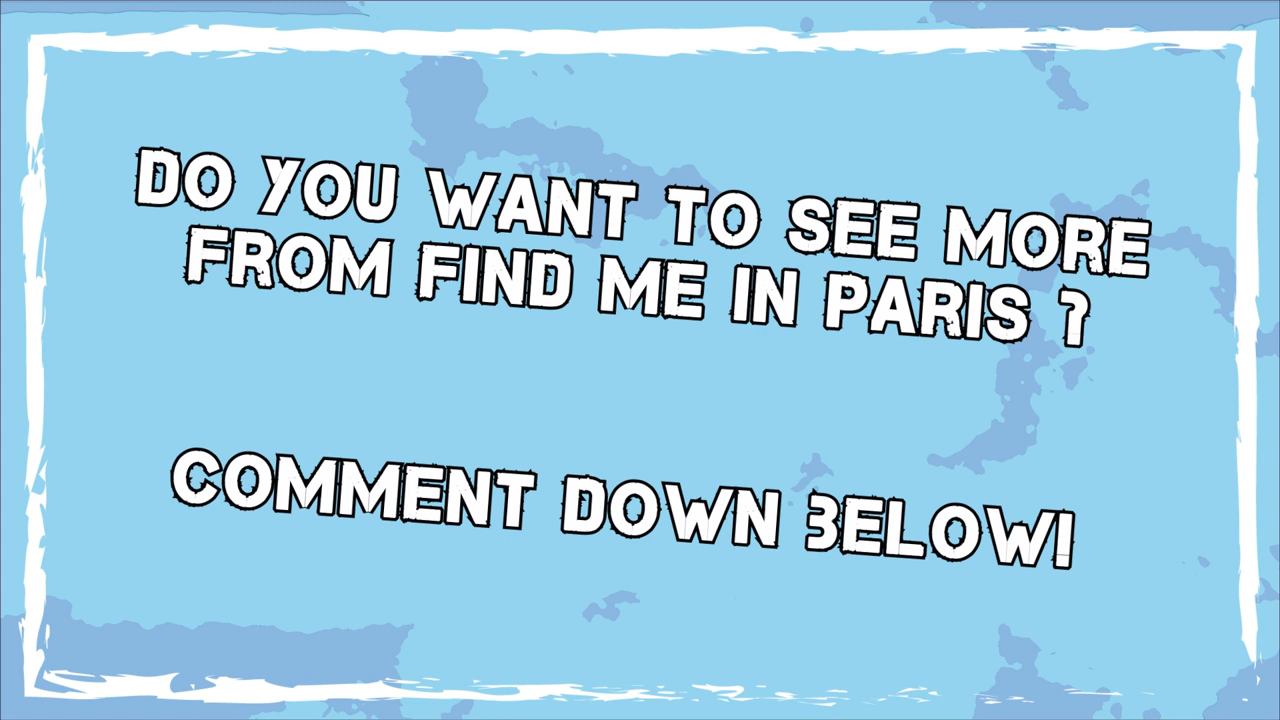 DO YOU WANT TO SEE MORE
FROM FIND ME IN PARIS ?
COMMENT DOWN BELOW!